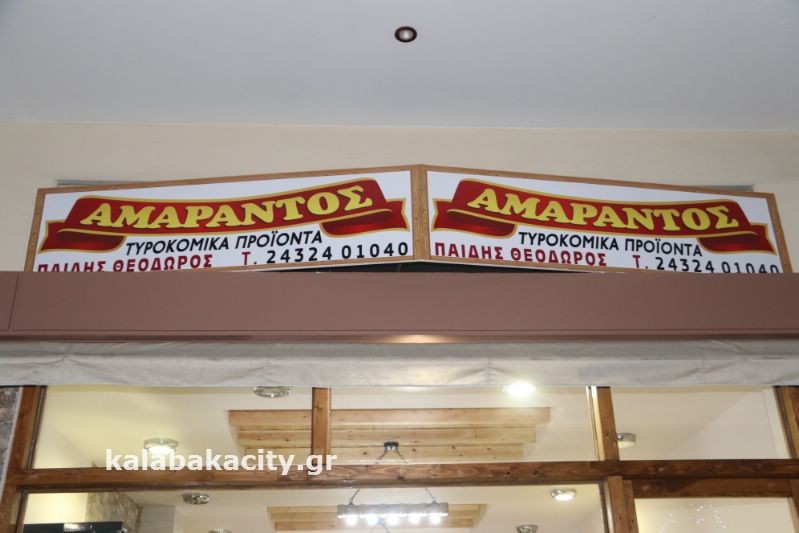 ΑΜΑΡΑΝΤΟΣ
ΤΥΡΟΚΟΜΙΚΑ ΠΡΟΪΟΝΤΑ
ΠΑΙΔΗΣ ΘΕΟΔΩΡΟΣ Τ. 24324 01040
ΑΜΑΡΑΝΤΟΣ
ΤΥΡΟΚΟΜΙΚΑ ΠΡΟΪΟΝΤΑ
ΠΑΙΔΗΣ ΘΕΟΔΩΡΟΣ Τ. 24324 01040
kalabakacity.gr